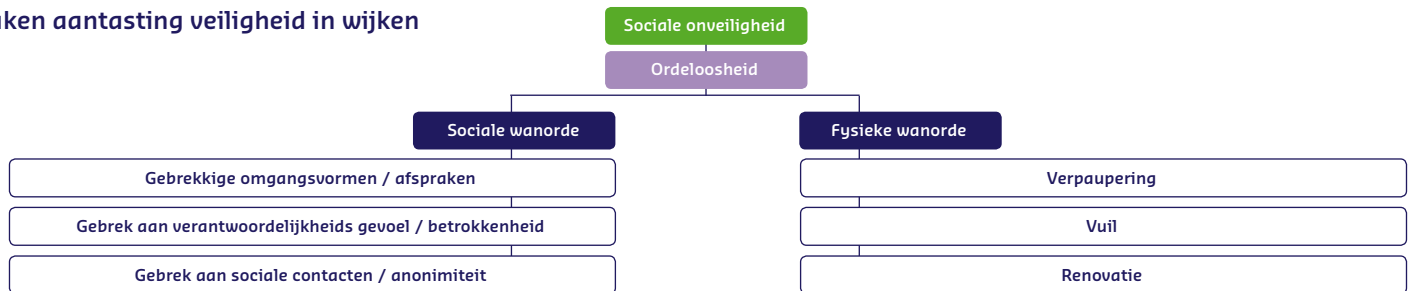 aken aantasting veiligheid in wijken
Sociale onveiligheid
Ordeloosheid
Sociale wanorde
Fysieke wanorde
Gebrekkige omgangsvormen / afspraken
Verpaupering
Gebrek aan verantwoordelijkheids gevoel / betrokkenheid
Vuil
Gebrek aan sociale contacten / anonimiteit
Renovatie